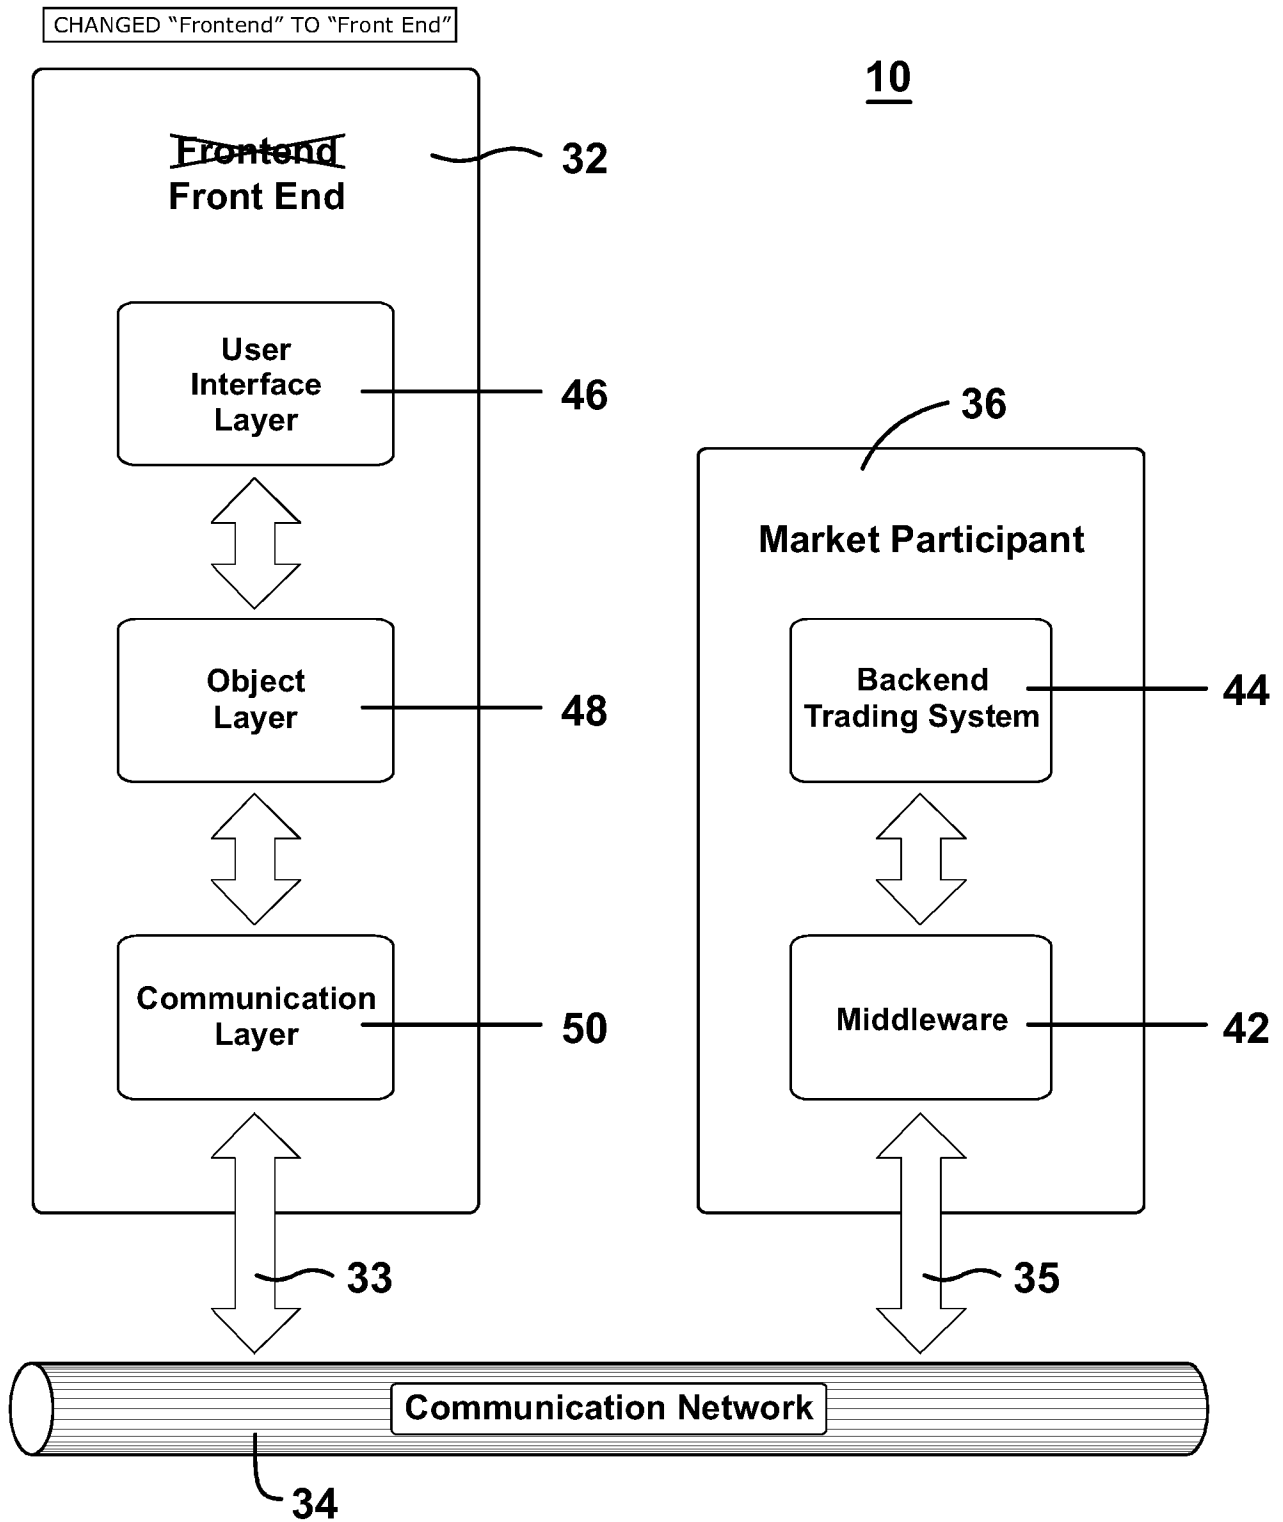 CHANGED “Frontend” TO “Front End”
10
Frontend
Front End
32
User
Interface
Layer
46
36
Market Participant
Object
Layer
48
Backend
Trading System
44
Communication
Layer
50
Middleware
42
33
35
Communication Network
34